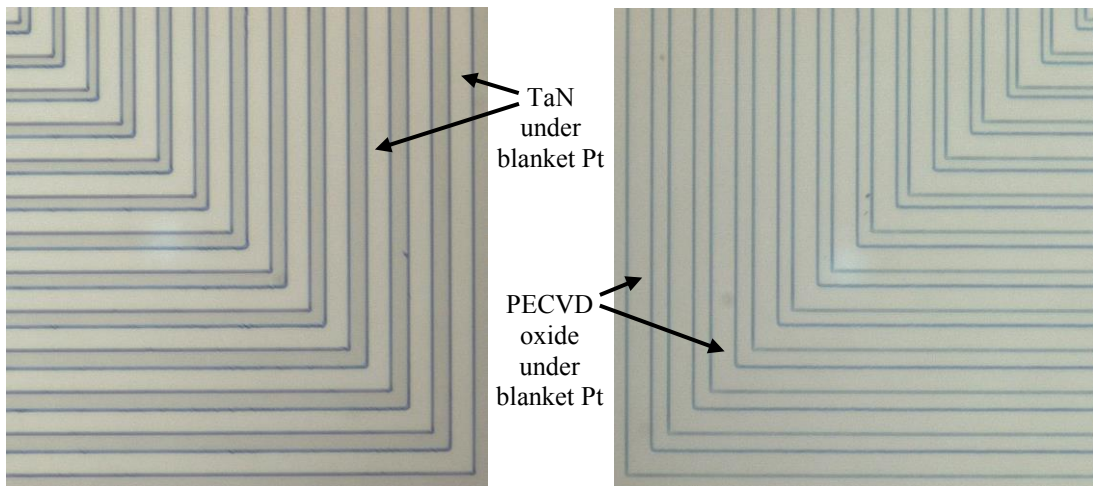 TaN
under
blanket Pt
PECVD
oxide
under
blanket Pt